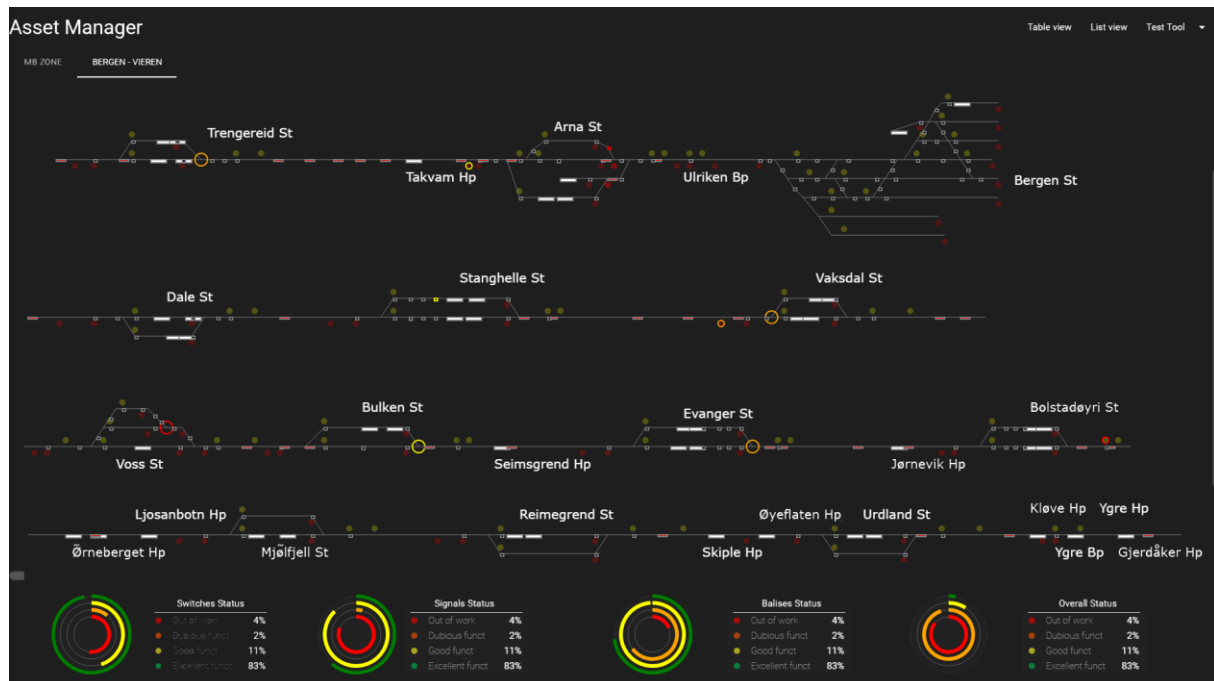 Asset Manager
Table view List view Test Tool
MB ZONE BERGEN - VIEREN
Trengereid St
Arna St
Takvam Hp
Ulriken Bp
Bergen St
Stanghelle St
Vaksdal St
Dale St
Bulken St
Evanger St
Bolstadøyri St
Voss St
Seimsgrend Hp
Jørnevik Hp
Ljosanbotn Hp
Reimegrend St
Øyeflaten Hp
Urdland St
Kløve Hp
Ygre Hp
Ørneberget Hp
Mjølfjell St
Skiple Hp
Ygre Bp
Gjerdåker Hp
Switches Status
Out of work 4%
Dubious funct 2%
Good funct 11%
Excellent funct 83%
Signals Status
Out of work 4%
Dubious funct 2%
Good funct 11%
Excellent funct 83%
Balises Status
Out of work 4%
Dubious funct 2%
Good funct 11%
Excellent funct 83%
Overall Status
Out of work 4%
Dubious funct 2%
Good funct 11%
Excellent funct 83%